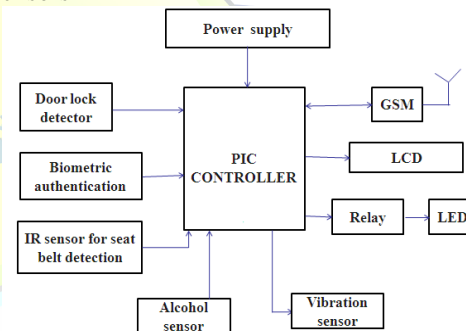 Power supply
Door lock
detector
GSM
PIC
CONTROLLER
LCD
Biometric
authentication
Relay
LED
IR sensor for seat
belt detection
Alcohol
sensor
Vibration
sensor